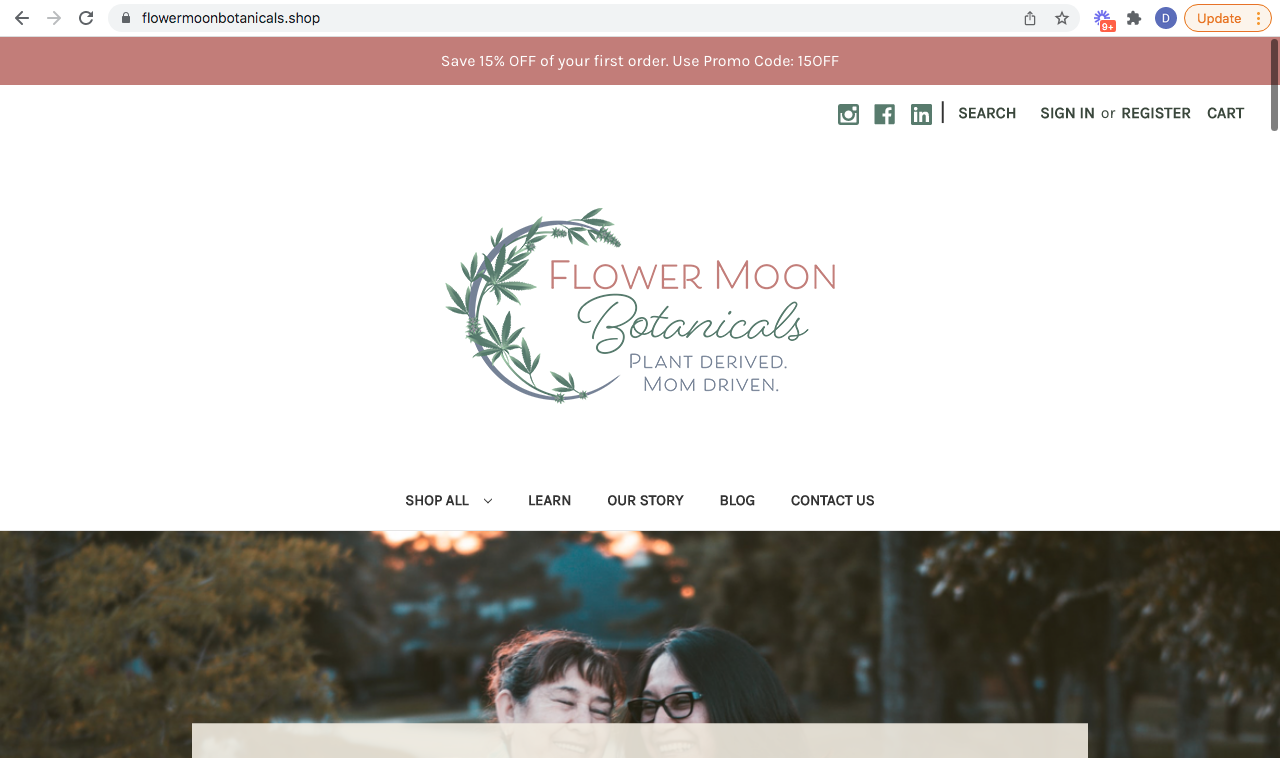 flowermoonbotanicals.shop
9+
D
Update
Save 15% OFF of your first order. Use Promo Code: 15OFF
SEARCH SIGN IN or REGISTER CART
FLOWER MOON
Botanicals
PLANT DERIVED.
MOM DRIVEN.
SHOP ALL LEARN OUR STORY BLOG CONTACT US